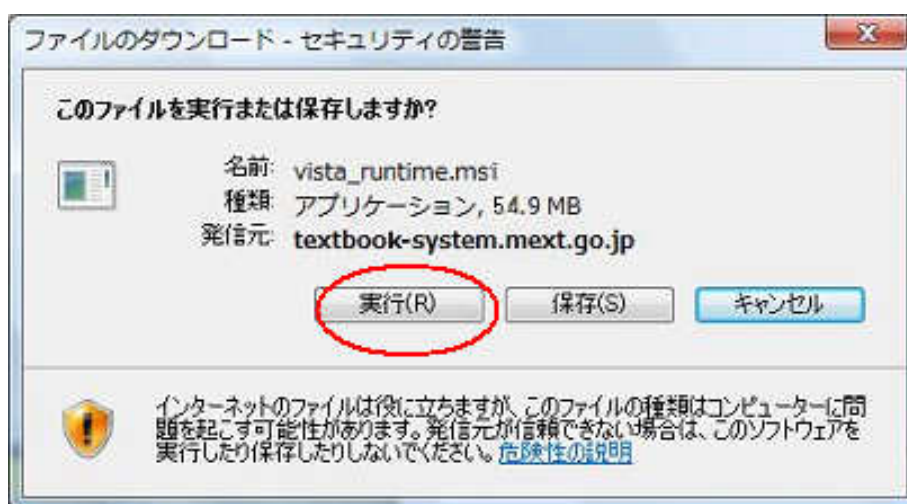 ファイルのダウンロード - セキュリティの警告
このファイルを実行または保存しますか?
名前: vista_runtime.msi
種類: アプリケーション, 54.9 MB
発信元: textbook-system.mext.go.jp
実行(R) 保存(S) キャンセル
インターネットのファイルは役に立ちますが、このファイルの種類はコンピューターに問
題を起こす可能性があります。発信元が信頼できない場合は、このソフトウェアを
実行したり保存したりしないでください。危険性の説明